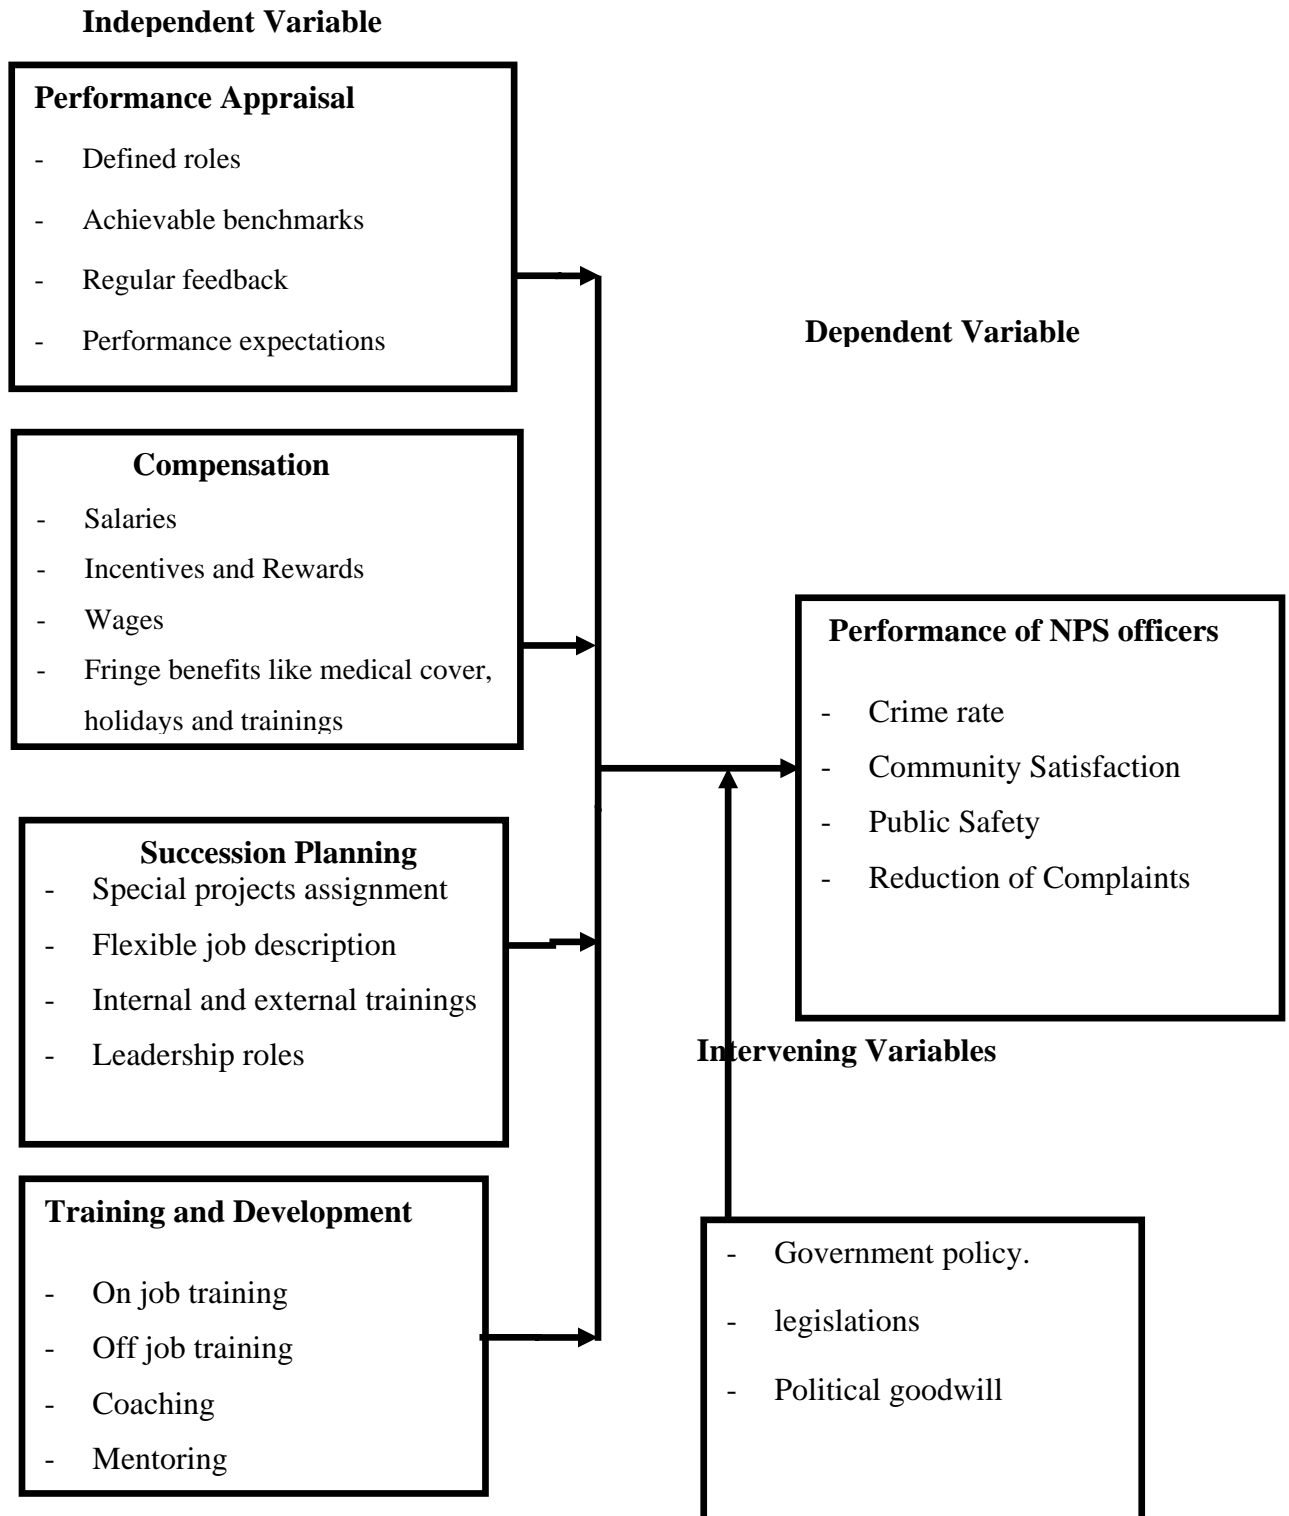 Independent Variable
Performance Appraisal
- Defined roles
- Achievable benchmarks
- Regular feedback
- Performance expectations
Compensation
- Salaries
- Incentives and Rewards
- Wages
- Fringe benefits like medical cover,
holidays and trainings
Succession Planning
- Special projects assignment
- Flexible job description
- Internal and external trainings
- Leadership roles
Training and Development
- On job training
- Off job training
- Coaching
- Mentoring
Dependent Variable
Performance of NPS officers
- Crime rate
- Community Satisfaction
- Public Safety
- Reduction of Complaints
Intervening Variables
- Government policy.
- legislations
- Political goodwill